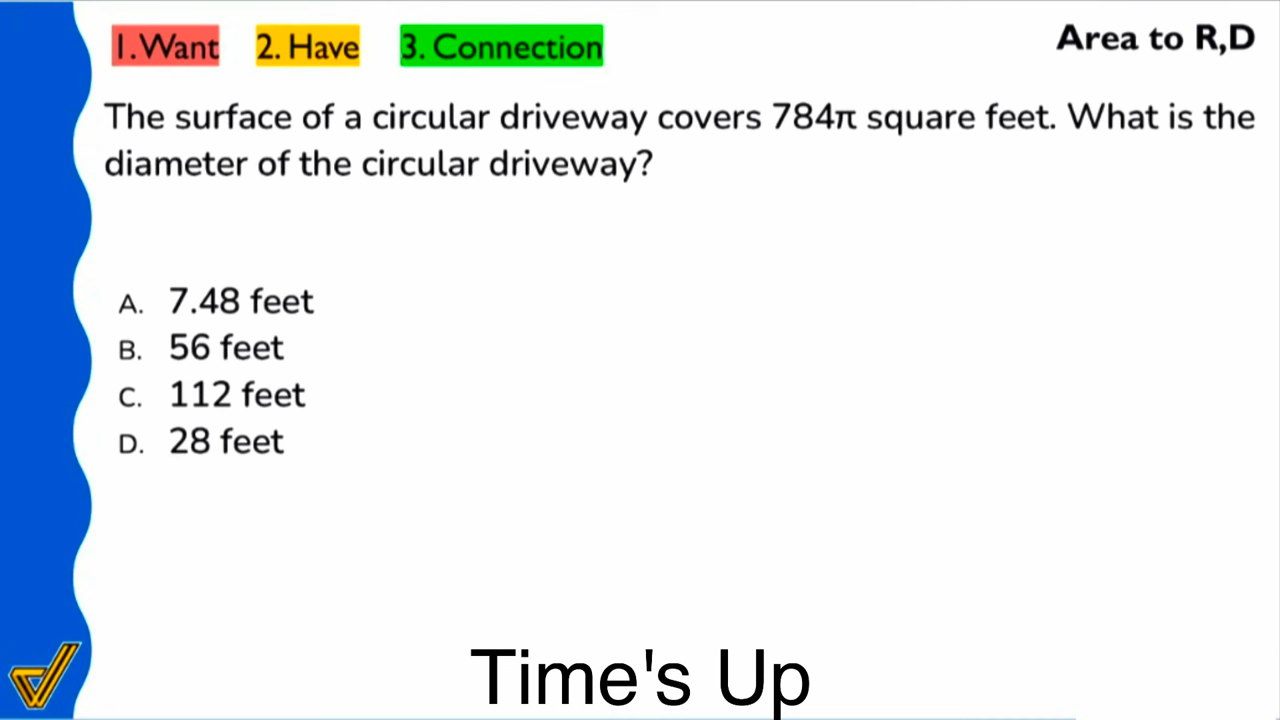 1. Want 2. Have 3. Connection Area to R,D
The surface of a circular driveway covers 784π square feet. What is the
diameter of the circular driveway?
A. 7.48 feet
B. 56 feet
C. 112 feet
D. 28 feet
Time's Up